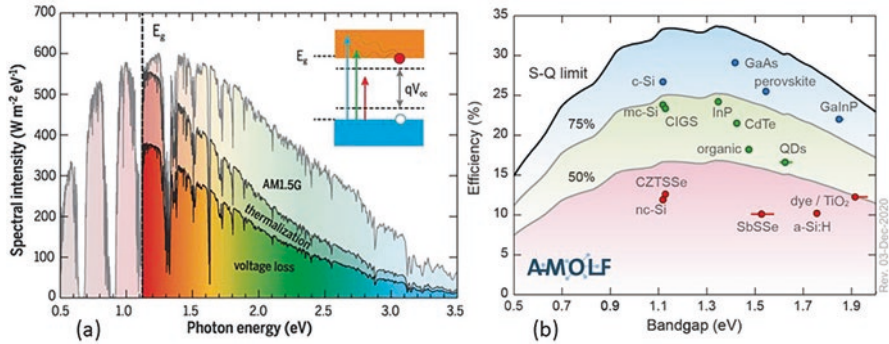 700
600
500
400
300
200
100
0
0.5
1.0
1.5
2.0
2.5
3.0
3.5
Spectral intensity (W m⁻² eV⁻¹)
Photon energy (eV)
E_g
E_g
qV_oc
AM1.5G
thermalization
voltage loss
(a)
35
30
25
20
15
10
5
0
0.5
0.7
0.9
1.1
1.3
1.5
1.7
1.9
Efficiency (%)
Bandgap (eV)
S-Q limit
75%
50%
GaAs
perovskite
c-Si
GaInP
mc-Si
CIGS
InP
CdTe
organic
QDs
CZTSSe
nc-Si
SbSSe
dye / TiO₂
a-Si:H
AMOLF
(b)
Rev. 03-Dec-2020